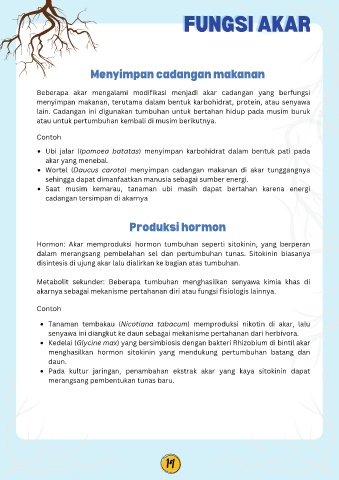 FUNGSI AKAR
Menyimpan cadangan makanan
Beberapa akar mengalami modifikasi menjadi akar cadangan yang berfungsi
menyimpan makanan, terutama dalam bentuk karbohidrat, protein, atau senyawa
lain. Cadangan ini digunakan tumbuhan untuk bertahan hidup pada musim buruk
atau untuk pertumbuhan kembali di musim berikutnya.
Contoh
• Ubi jalar (Ipomoea batatas) menyimpan karbohidrat dalam bentuk pati pada
akar yang menebal.
• Wortel (Daucus carota) menyimpan cadangan makanan di akar tunggangnya
sehingga dapat dimanfaatkan manusia sebagai sumber energi.
• Saat musim kemarau, tanaman ubi masih dapat bertahan karena energi
cadangan tersimpan di akarnya
Produksi hormon
Hormon: Akar memproduksi hormon tumbuhan seperti sitokinin, yang berperan
dalam merangsang pembelahan sel dan pertumbuhan tunas. Sitokinin biasanya
disintesis di ujung akar lalu dialirkan ke bagian atas tumbuhan.
Metabolit sekunder: Beberapa tumbuhan menghasilkan senyawa kimia khas di
akarnya sebagai mekanisme pertahanan diri atau fungsi fisiologis lainnya.
Contoh
• Tanaman tembakau (Nicotiana tabacum) memproduksi nikotin di akar, lalu
senyawa ini diangkut ke daun sebagai mekanisme pertahanan dari herbivora.
• Kedelai (Glycine max) yang bersimbiosis dengan bakteri Rhizobium di bintil akar
menghasilkan hormon sitokinin yang mendukung pertumbuhan batang dan
daun.
• Pada kultur jaringan, penambahan ekstrak akar yang kaya sitokinin dapat
merangsang pembentukan tunas baru.